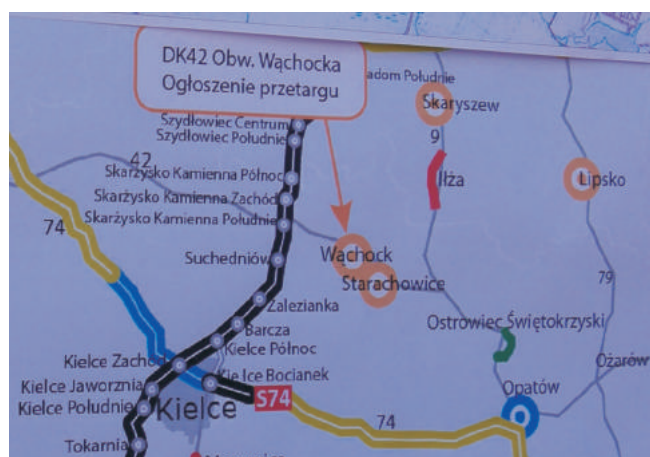 DK42 Obw. Wąchocka
Ogłoszenie przetargu
adom Południe
Skaryszew
Szydłowiec Centrum
Szydłowiec Południe
9
42
Skarżysko Kamienna Północ
Iłża
Lipsko
Skarżysko Kamienna Zachód
Skarżysko Kamienna Południe
74
Suchedniów
Wąchock
Starachowice
79
Zalezianka
Barcza
Ostrowiec Świętokrzyski
Kielce Północ
Kielce Zachód
Ożarów
Kielce Bocianek
Kielce Jaworznia
Opatów
S74
Kielce Południe
Kielce
74
Tokarnia